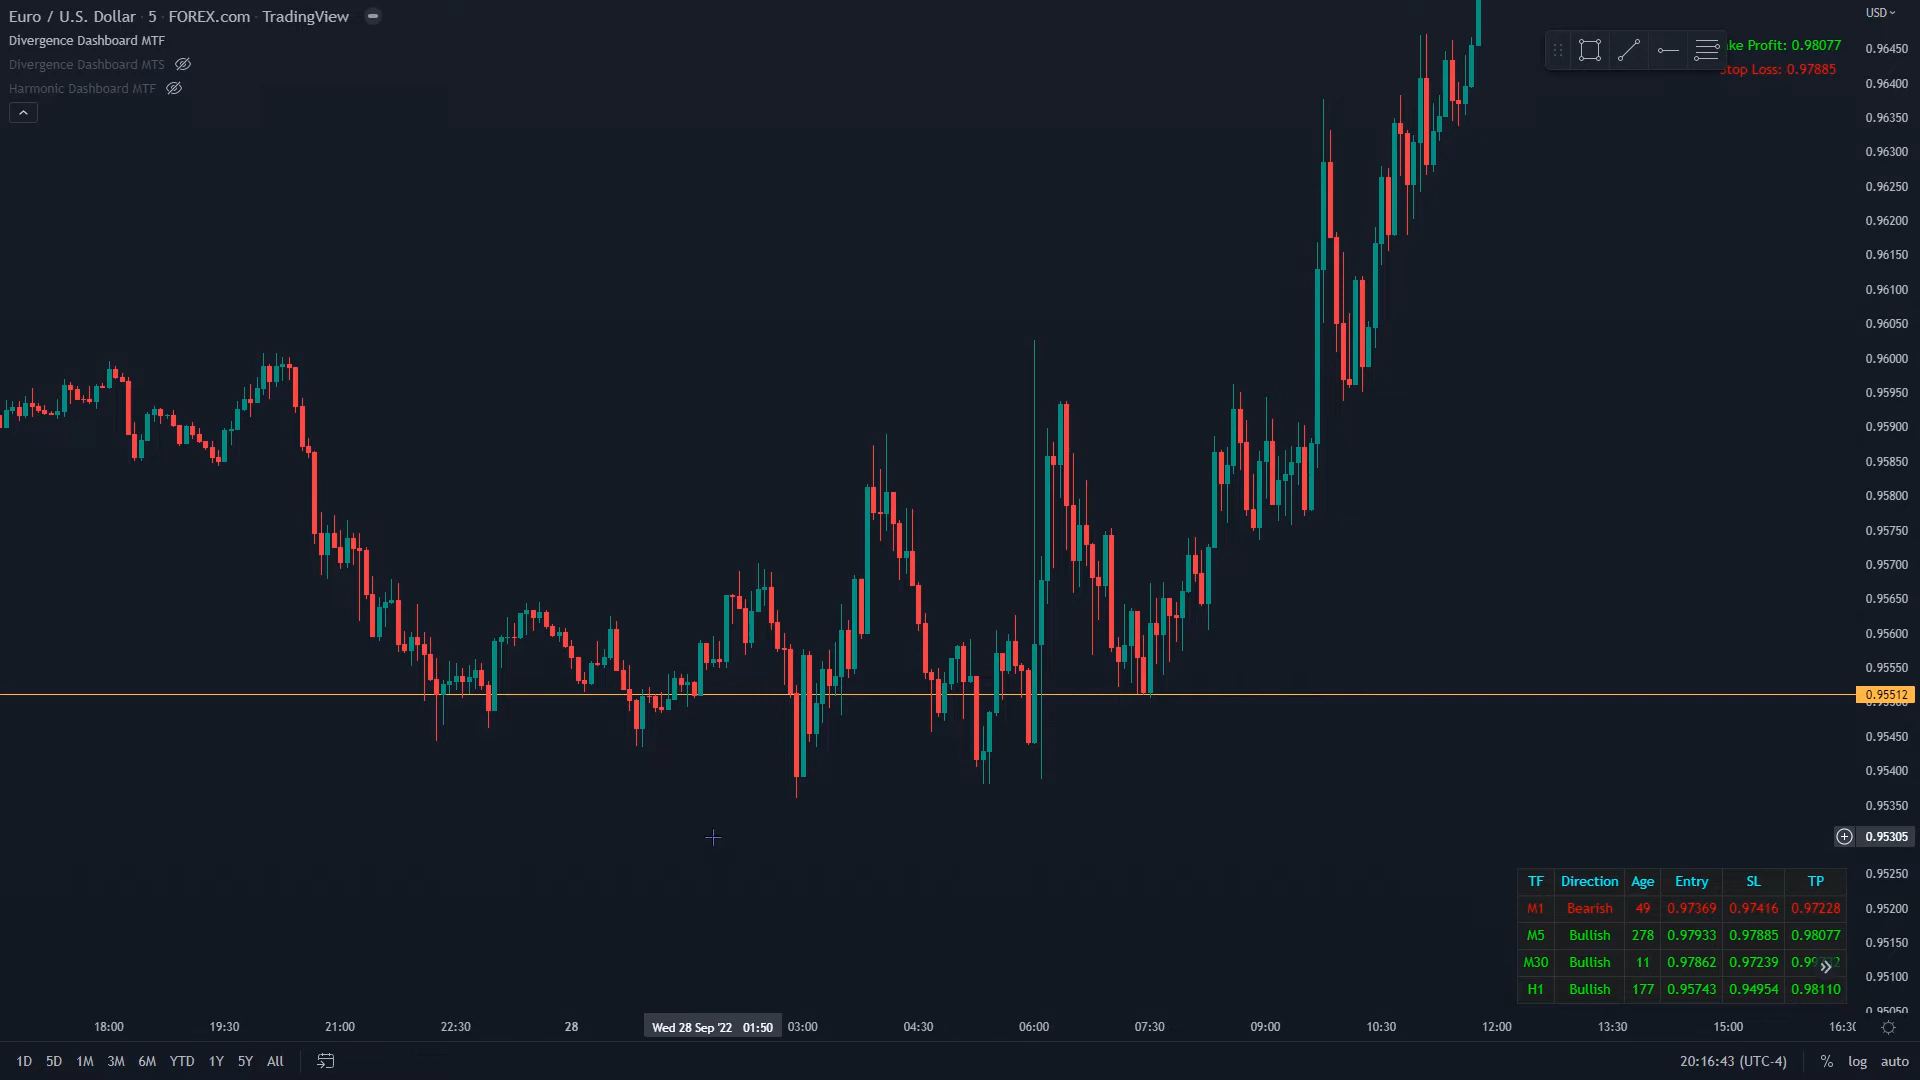 Euro / U.S. Dollar · 5 · FOREX.com · TradingView
Divergence Dashboard MTF
Divergence Dashboard MTS
Harmonic Dashboard MTF
USD
Profit: 0.98077
Stop Loss: 0.97885
0.96450
0.96400
0.96350
0.96300
0.96250
0.96200
0.96150
0.96100
0.96050
0.96000
0.95950
0.95900
0.95850
0.95800
0.95750
0.95700
0.95650
0.95600
0.95550
0.95512
0.95500
0.95450
0.95400
0.95350
0.95305
0.95250
0.95200
0.95150
0.95100
0.95050
TF Direction Age Entry SL TP
M1 Bearish 49 0.97369 0.97416 0.97228
M5 Bullish 278 0.97933 0.97885 0.98077
M30 Bullish 11 0.97862 0.97239
H1 Bullish 177 0.95743 0.94954 0.98110
18:00 19:30 21:00 22:30 28 Wed 28 Sep '22 01:50 03:00 04:30 06:00 07:30 09:00 10:30 12:00 13:30 15:00 16:30
1D 5D 1M 3M 6M YTD 1Y 5Y All 20:16:43 (UTC-4) % log auto